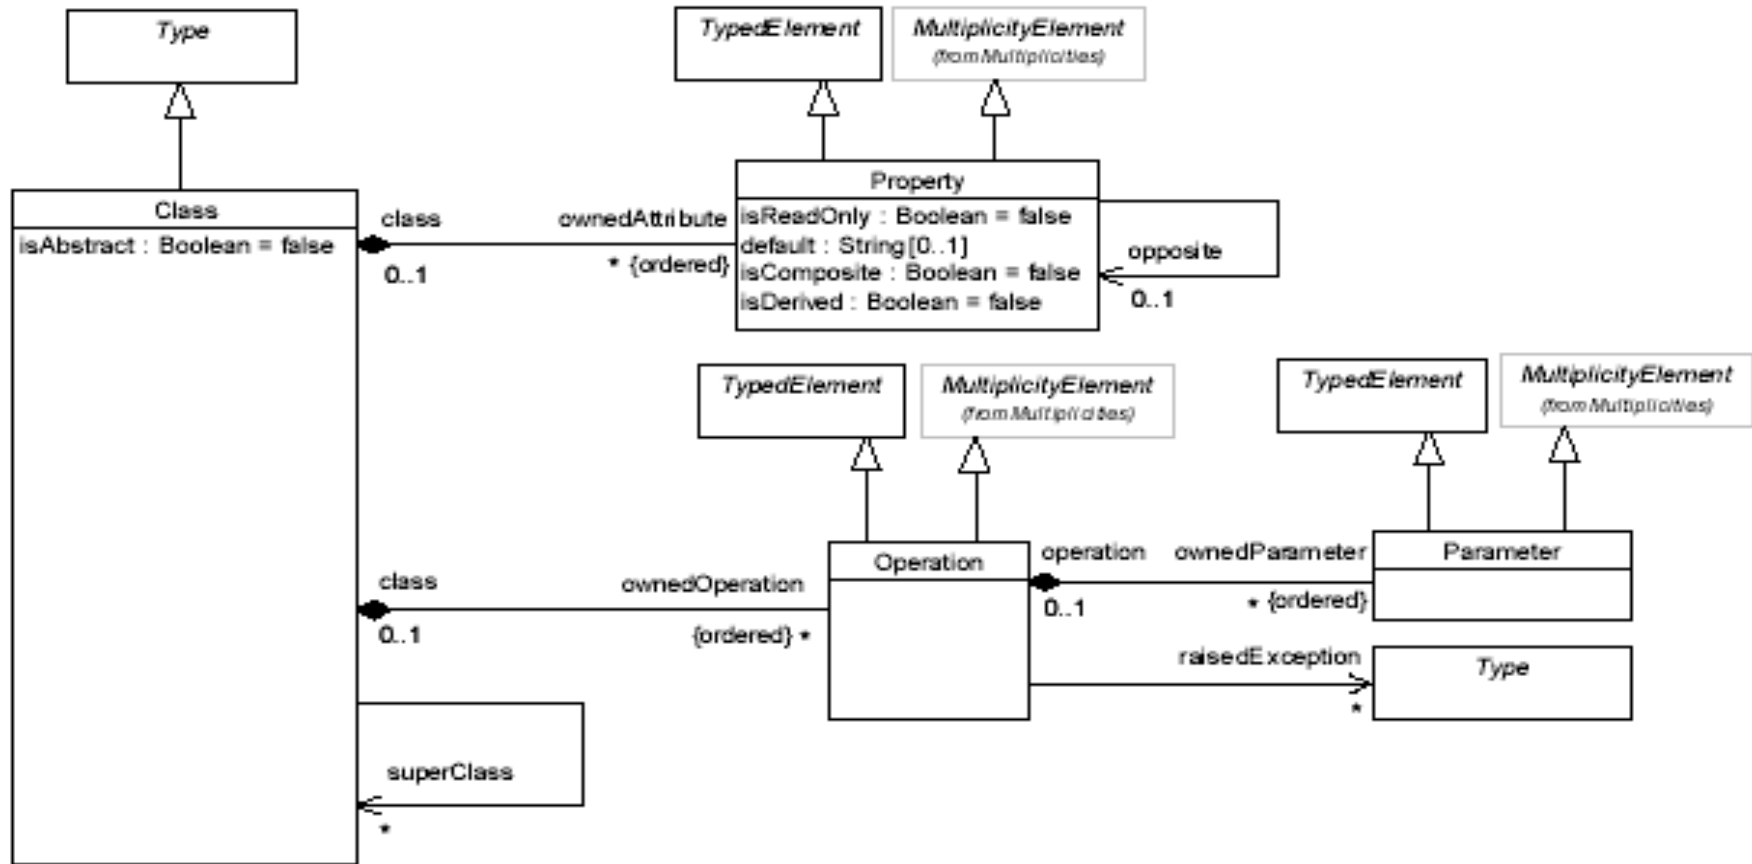 Type
TypedElement
MultiplicityElement
(from Multiplicities)
Class
isAbstract : Boolean = false
class
0..1
ownedAttribute
* {ordered}
Property
isReadOnly : Boolean = false
default : String[0..1]
isComposite : Boolean = false
isDerived : Boolean = false
opposite
0..1
TypedElement
MultiplicityElement
(from Multiplicities)
TypedElement
MultiplicityElement
(from Multiplicities)
class
0..1
ownedOperation
{ordered} *
Operation
operation
0..1
ownedParameter
* {ordered}
Parameter
raisedException
*
Type
superClass
*